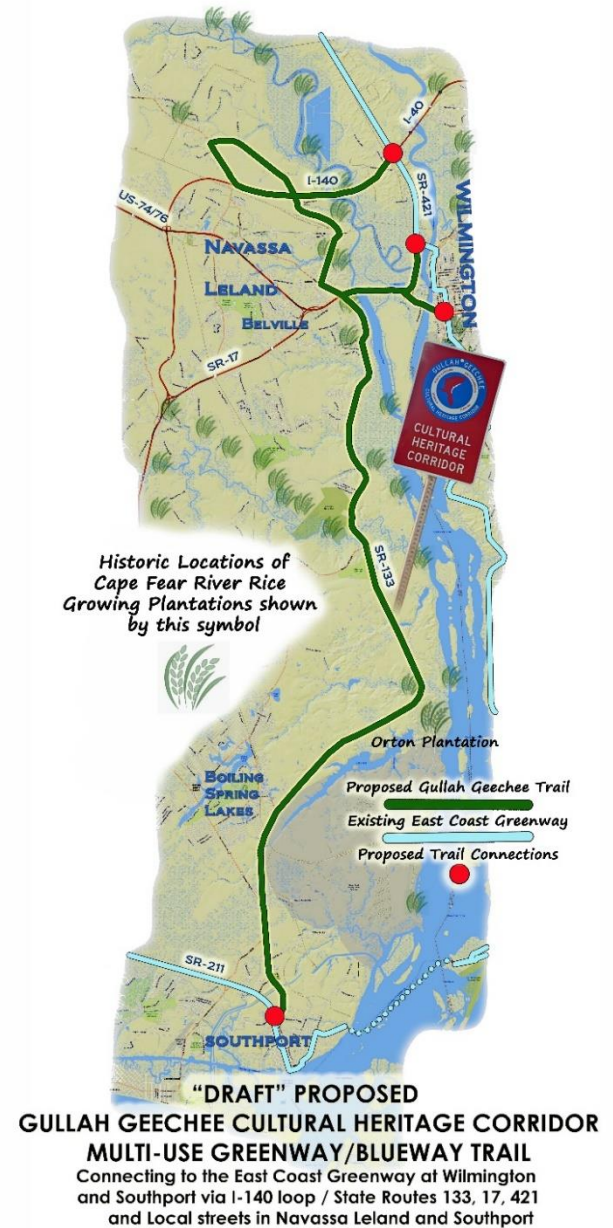 I-40
I-140
SR-421
WILMINGTON
US-74/76
NAVASSA
LELAND
BELVILLE
SR-17
GULLAH GEECHEE
CULTURAL HERITAGE CORRIDOR
CULTURAL
HERITAGE
CORRIDOR
Historic Locations of
Cape Fear River Rice
Growing Plantations shown
by this symbol
SR-133
Orton Plantation
BOILING
SPRING
LAKES
Proposed Gullah Geechee Trail
Existing East Coast Greenway
Proposed Trail Connections
SR-211
SOUTHPORT
"DRAFT" PROPOSED
GULLAH GEECHEE CULTURAL HERITAGE CORRIDOR
MULTI-USE GREENWAY/BLUEWAY TRAIL
Connecting to the East Coast Greenway at Wilmington
and Southport via I-140 loop / State Routes 133, 17, 421
and Local streets in Navassa Leland and Southport